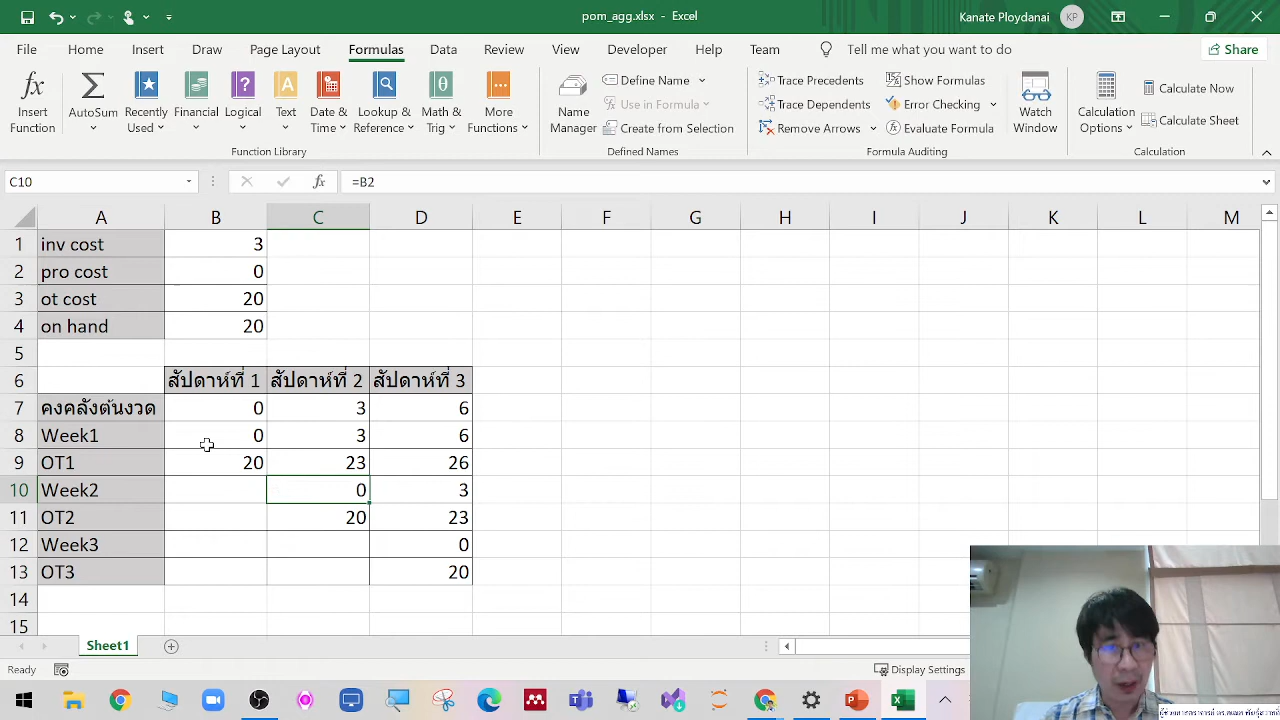 pom_agg.xlsx - Excel
Kanate Ploydanai KP
File Home Insert Draw Page Layout Formulas Data Review View Developer Help Team Tell me what you want to do Share
Insert Function
AutoSum
Recently Used
Financial
Logical
Text
Date & Time
Lookup & Reference
Math & Trig
More Functions
Function Library
Name Manager
Define Name
Use in Formula
Create from Selection
Defined Names
Trace Precedents
Trace Dependents
Remove Arrows
Show Formulas
Error Checking
Evaluate Formula
Formula Auditing
Watch Window
Calculation Options
Calculate Now
Calculate Sheet
Calculation
C10 fx =B2
A B C D E F G H I J K L M
1 inv cost 3
2 pro cost 0
3 ot cost 20
4 on hand 20
5
6 สัปดาห์ที่ 1 สัปดาห์ที่ 2 สัปดาห์ที่ 3
7 คงคลังต้นงวด 0 3 6
8 Week1 0 3 6
9 OT1 20 23 26
10 Week2 0 3
11 OT2 20 23
12 Week3 0
13 OT3 20
14
15
Sheet1
Ready Display Settings